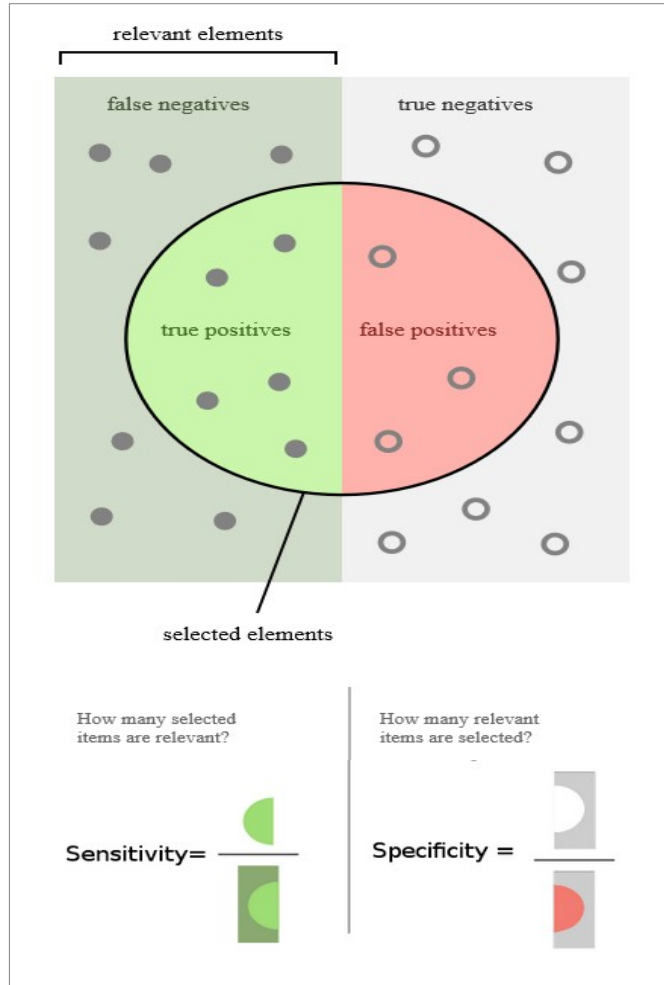 relevant elements
false negatives
true negatives
true positives
false positives
selected elements
How many selected
items are relevant?
How many relevant
items are selected?
Sensitivity=
Specificity =